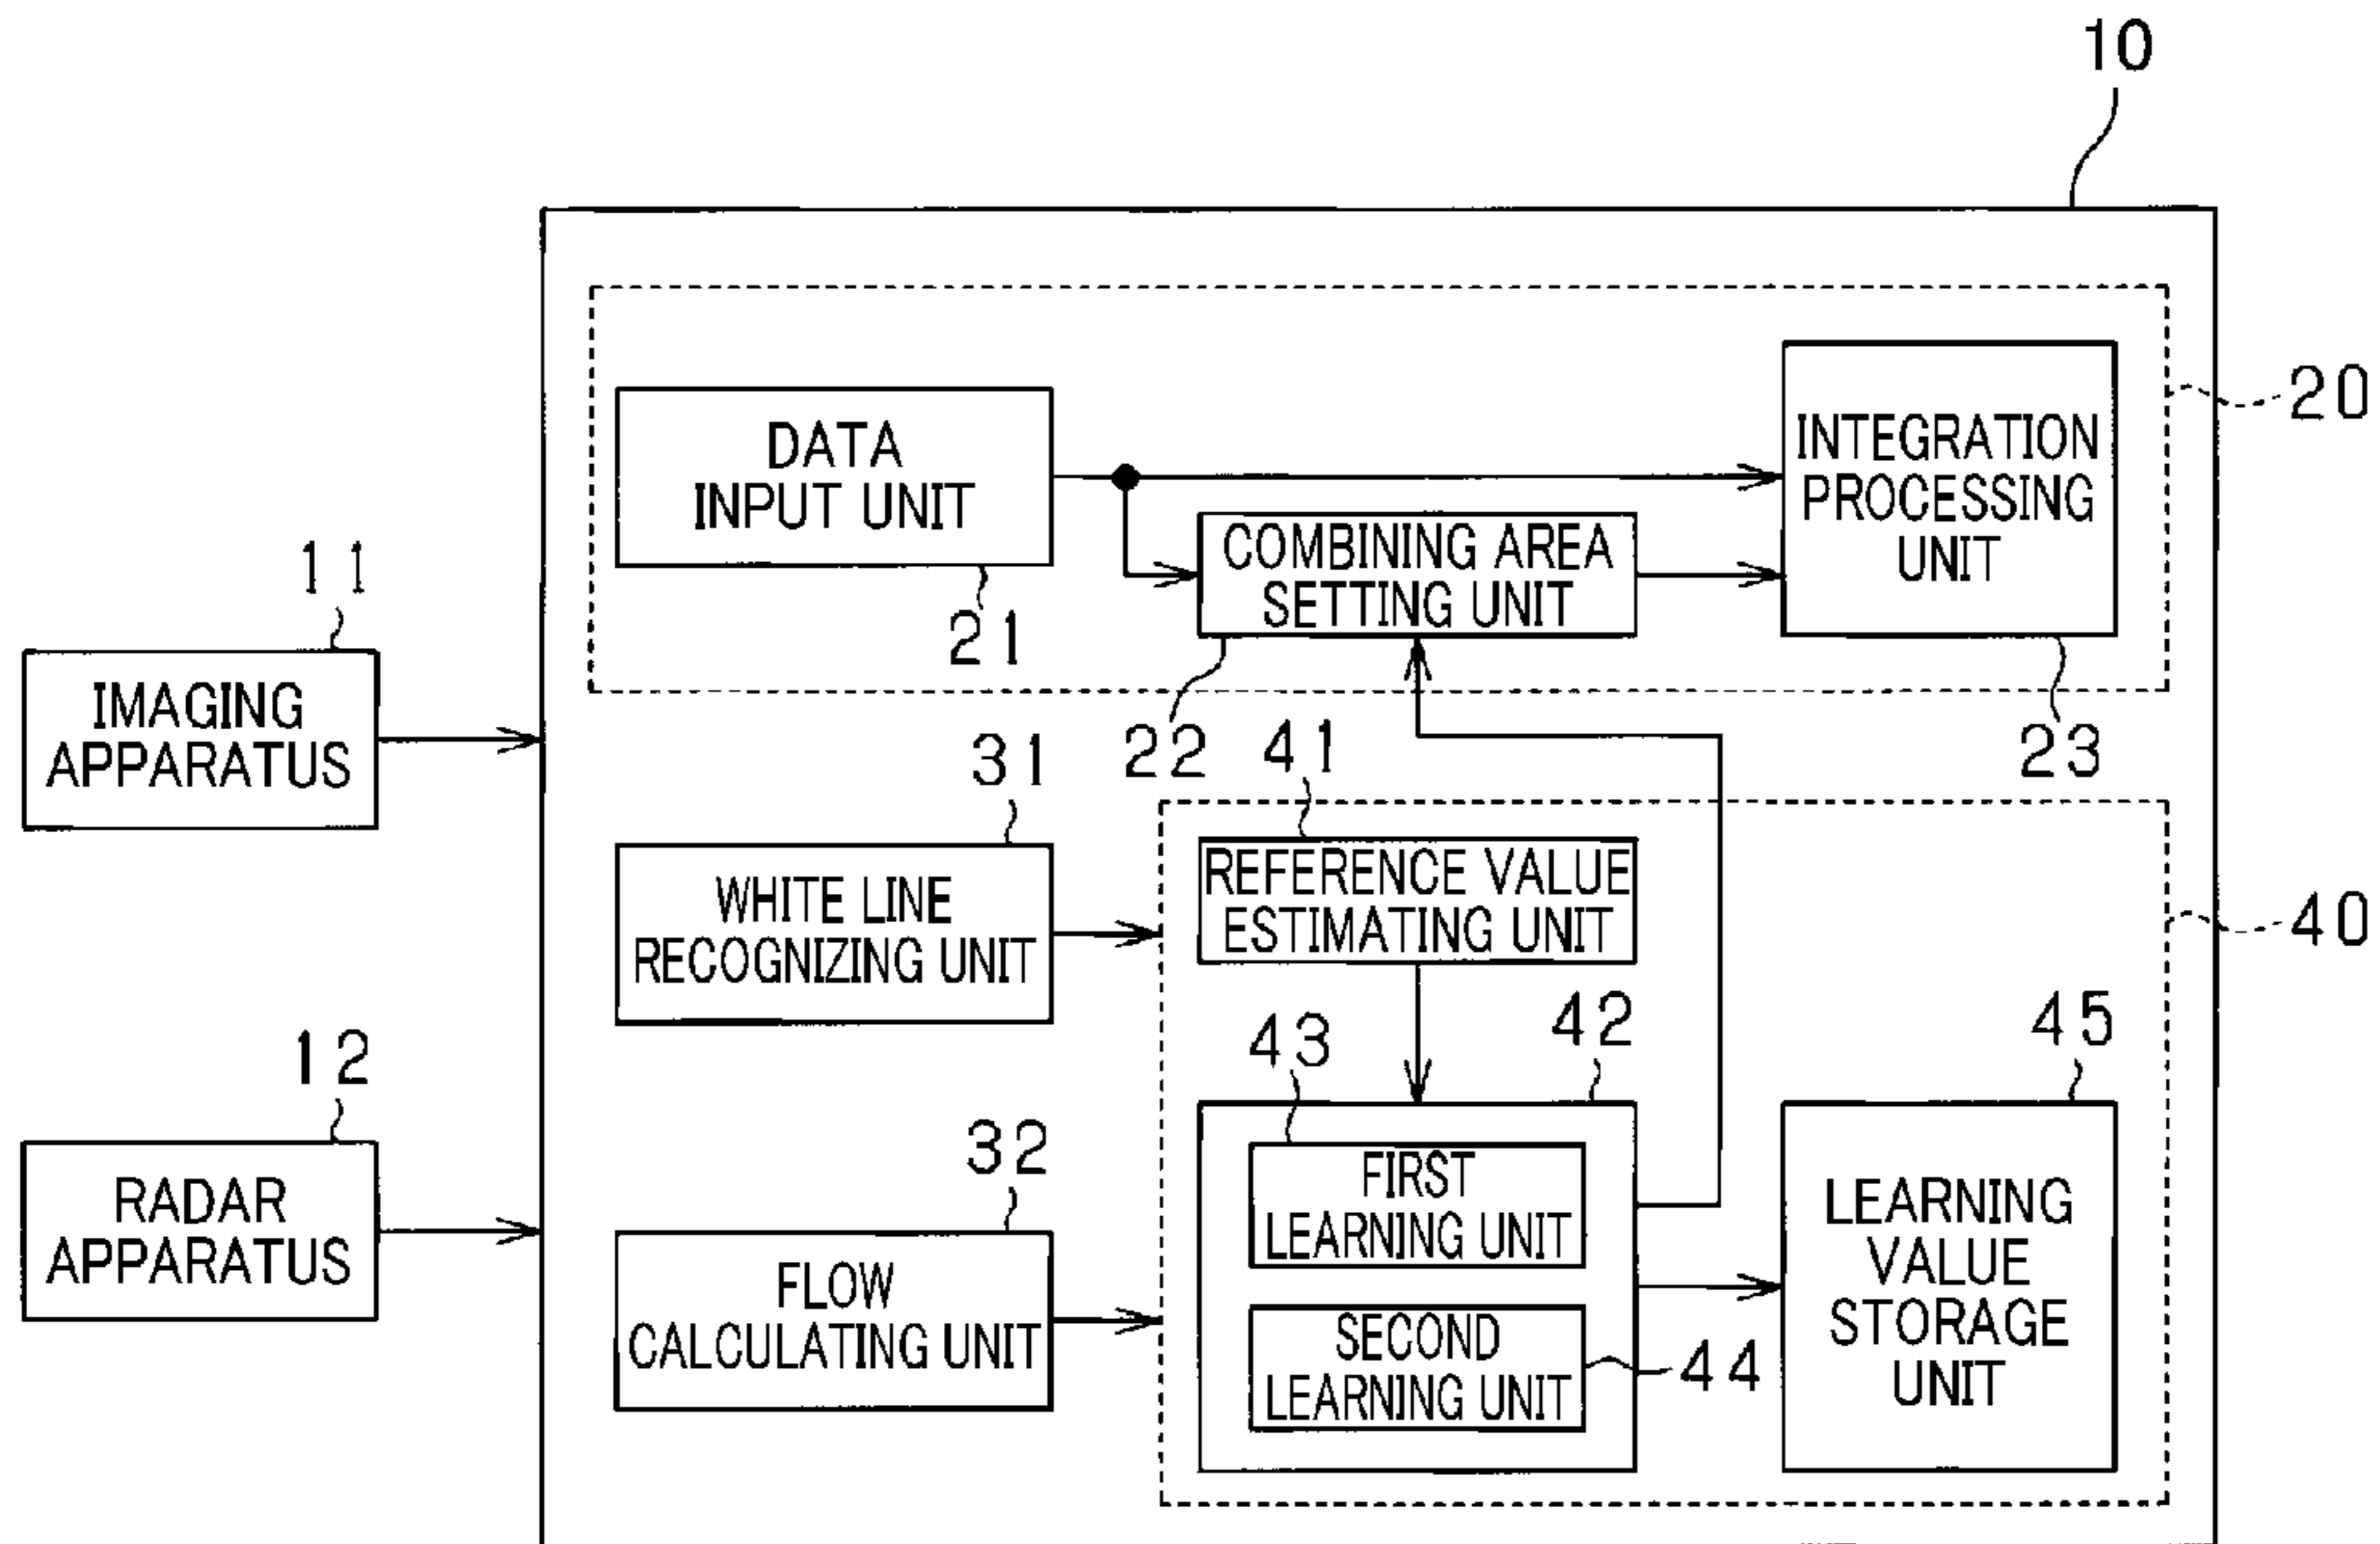 10
DATA
INPUT UNIT
21
COMBINING AREA
SETTING UNIT
22
INTEGRATION
PROCESSING
UNIT
23
20
11
IMAGING
APPARATUS
12
RADAR
APPARATUS
31
WHITE LINE
RECOGNIZING UNIT
32
FLOW
CALCULATING UNIT
41
REFERENCE VALUE
ESTIMATING UNIT
40
42
43
FIRST
LEARNING UNIT
SECOND
LEARNING UNIT
44
45
LEARNING
VALUE
STORAGE
UNIT